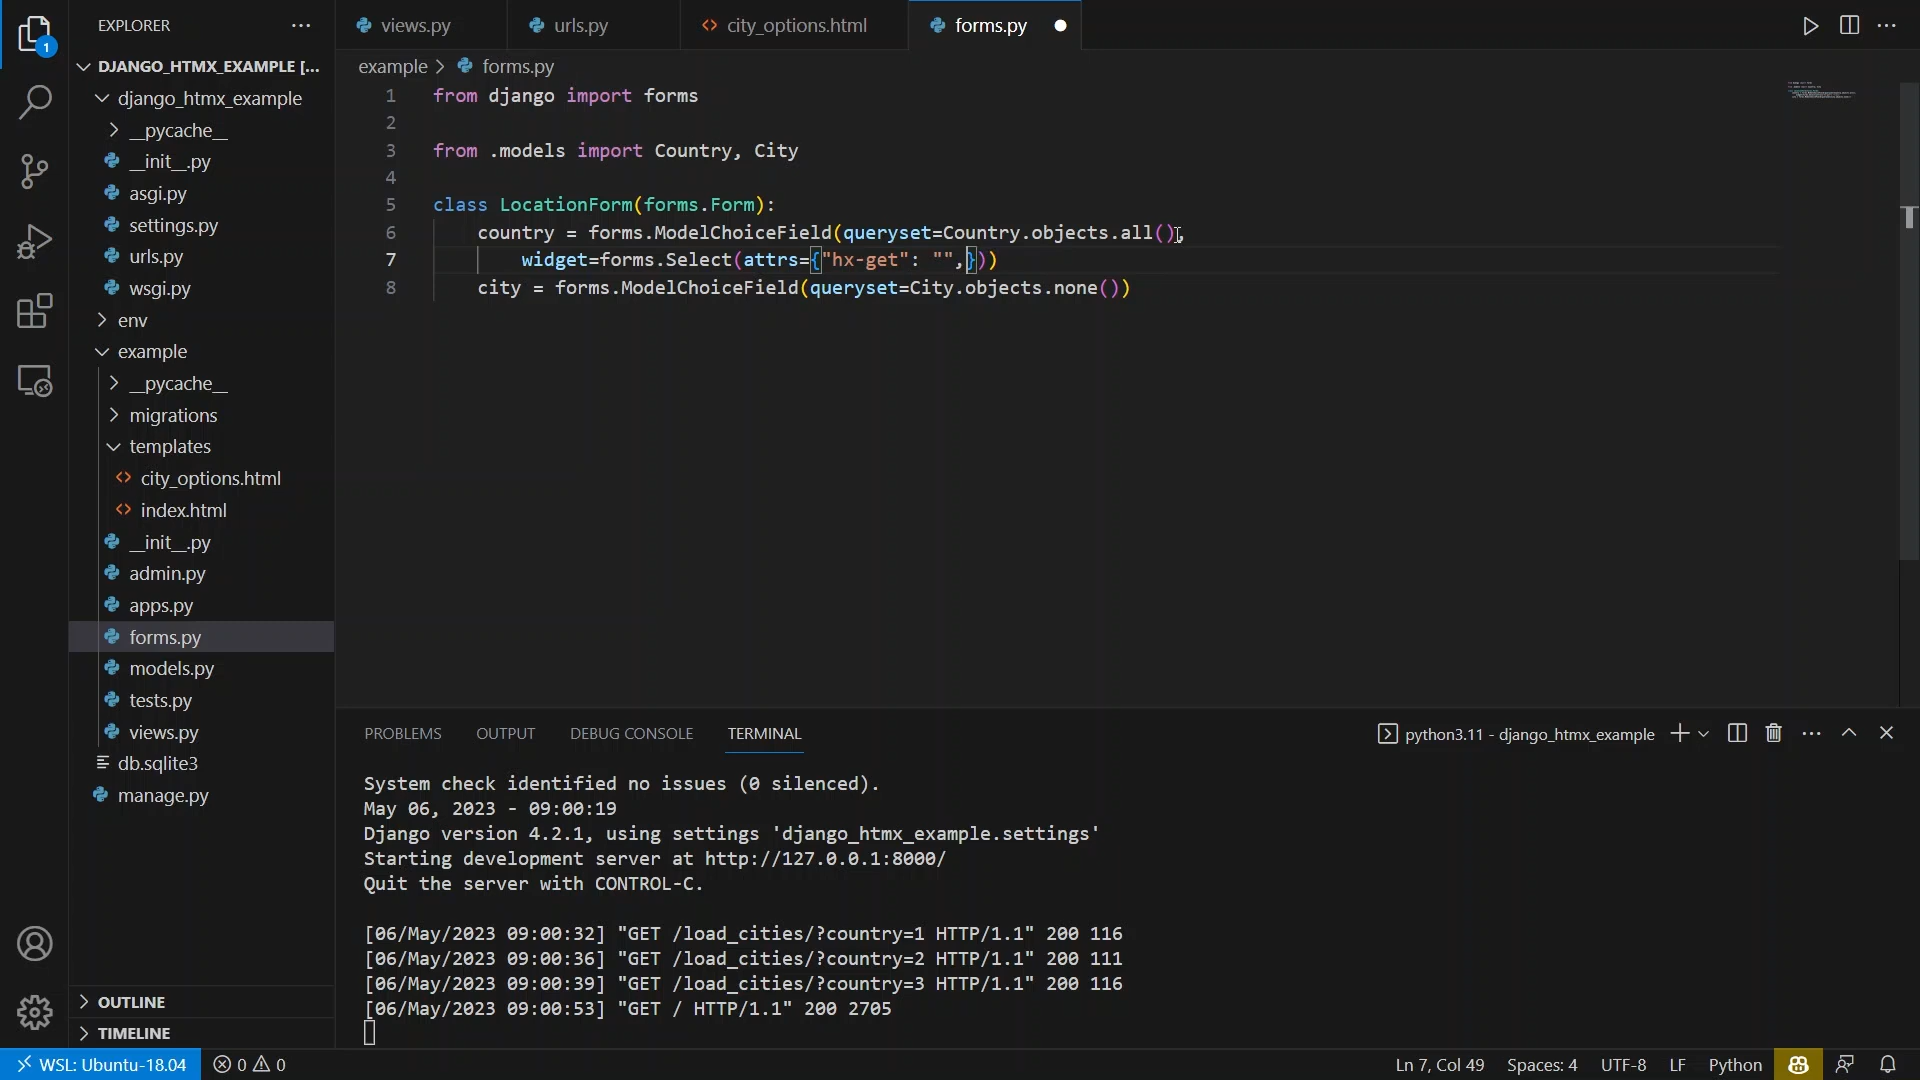 EXPLORER
DJANGO_HTMX_EXAMPLE [...
django_htmx_example
__pycache__
__init__.py
asgi.py
settings.py
urls.py
wsgi.py
env
example
__pycache__
migrations
templates
city_options.html
index.html
__init__.py
admin.py
apps.py
forms.py
models.py
tests.py
views.py
db.sqlite3
manage.py
OUTLINE
TIMELINE
1
views.py
urls.py
city_options.html
forms.py
example > forms.py
1 from django import forms
2
3 from .models import Country, City
4
5 class LocationForm(forms.Form):
6 country = forms.ModelChoiceField(queryset=Country.objects.all(),
7 widget=forms.Select(attrs={"hx-get": "",}))
8 city = forms.ModelChoiceField(queryset=City.objects.none())
PROBLEMS OUTPUT DEBUG CONSOLE TERMINAL
python3.11 - django_htmx_example
System check identified no issues (0 silenced).
May 06, 2023 - 09:00:19
Django version 4.2.1, using settings 'django_htmx_example.settings'
Starting development server at http://127.0.0.1:8000/
Quit the server with CONTROL-C.
[06/May/2023 09:00:32] "GET /load_cities/?country=1 HTTP/1.1" 200 116
[06/May/2023 09:00:36] "GET /load_cities/?country=2 HTTP/1.1" 200 111
[06/May/2023 09:00:39] "GET /load_cities/?country=3 HTTP/1.1" 200 116
[06/May/2023 09:00:53] "GET / HTTP/1.1" 200 2705
WSL: Ubuntu-18.04 0 0 Ln 7, Col 49 Spaces: 4 UTF-8 LF Python